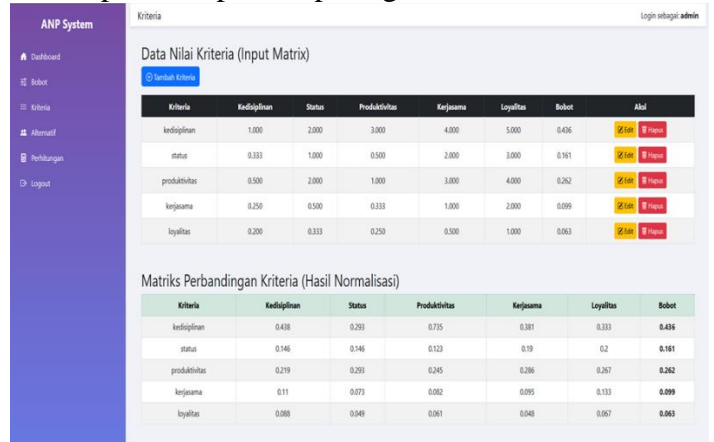 ANP System
Dashboard
Bobot
Kriteria
Alternatif
Perhitungan
Logout
Kriteria
Login sebagai: admin
Data Nilai Kriteria (Input Matrix)
Tambah Kriteria
Kriteria Kedisiplinan Status Produktivitas Kerjasama Loyalitas Bobot Aksi
kedisiplinan 1.000 2.000 3.000 4.000 5.000 0.436 Edit Hapus
status 0.333 1.000 0.500 2.000 3.000 0.161 Edit Hapus
produktivitas 0.500 2.000 1.000 3.000 4.000 0.262 Edit Hapus
kerjasama 0.250 0.500 0.333 1.000 2.000 0.099 Edit Hapus
loyalitas 0.200 0.333 0.250 0.500 1.000 0.063 Edit Hapus
Matriks Perbandingan Kriteria (Hasil Normalisasi)
Kriteria Kedisiplinan Status Produktivitas Kerjasama Loyalitas Bobot
kedisiplinan 0.438 0.293 0.735 0.381 0.333 0.436
status 0.146 0.146 0.123 0.19 0.2 0.161
produktivitas 0.219 0.293 0.245 0.286 0.267 0.262
kerjasama 0.11 0.073 0.082 0.095 0.133 0.099
loyalitas 0.088 0.049 0.061 0.048 0.067 0.063